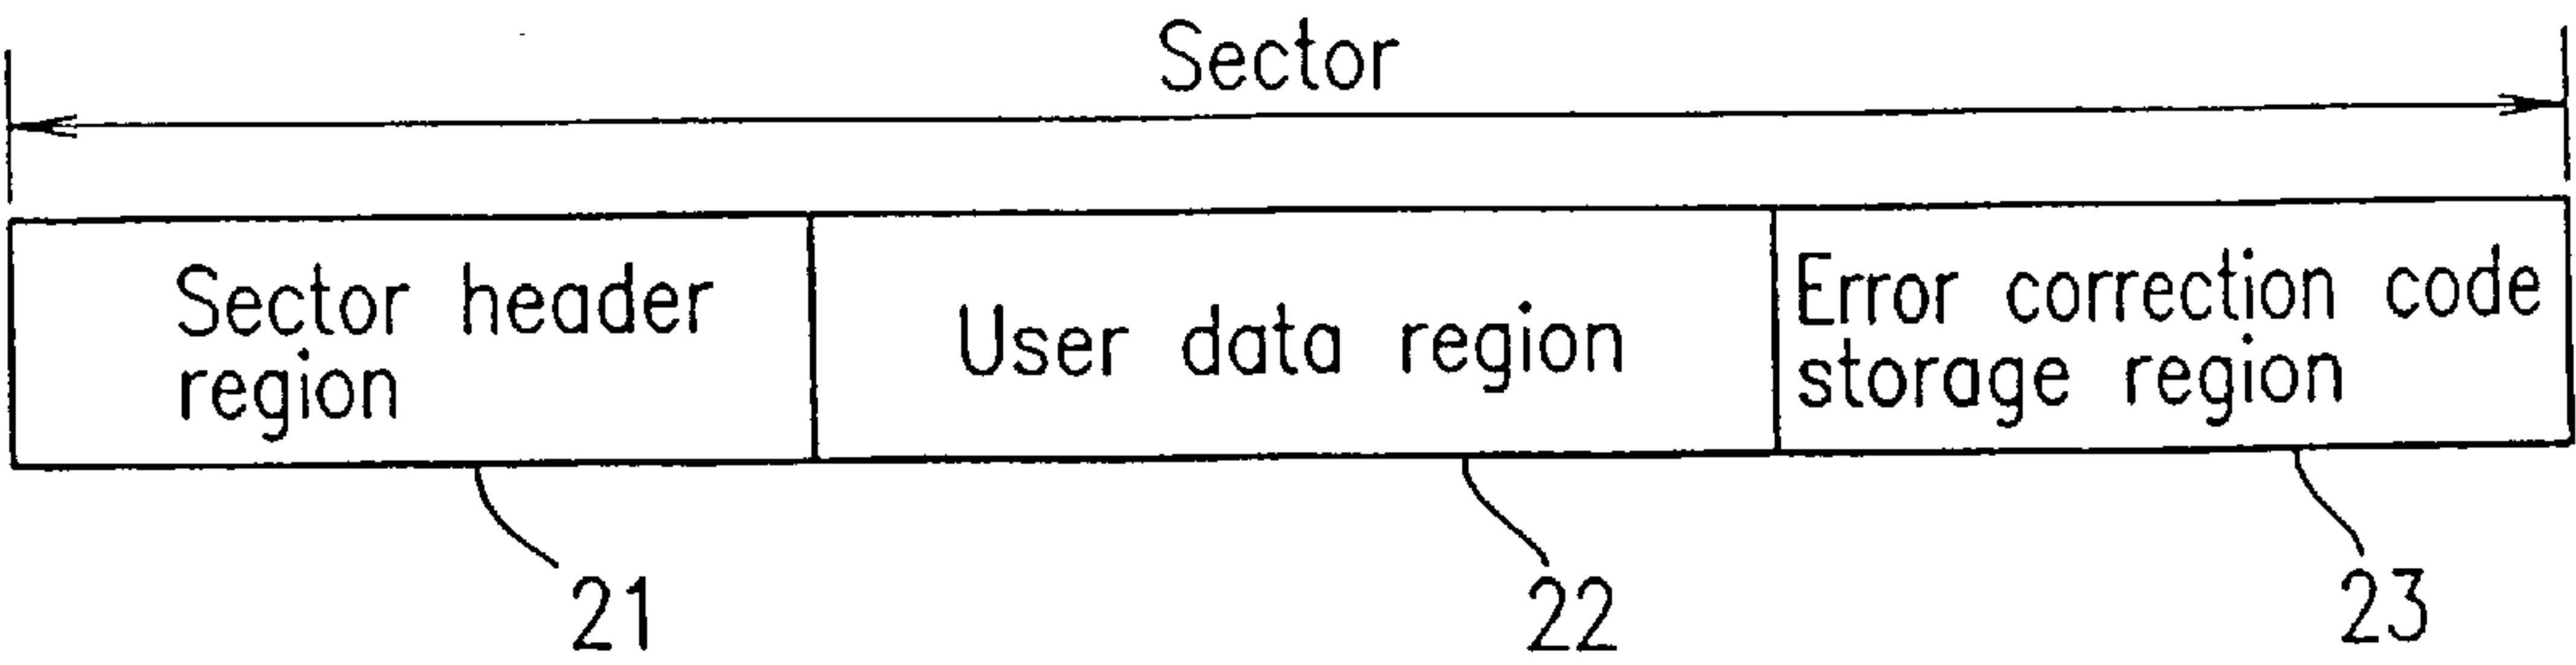 Sector
Sector header
region
User data region
Error correction code
storage region
21
22
23